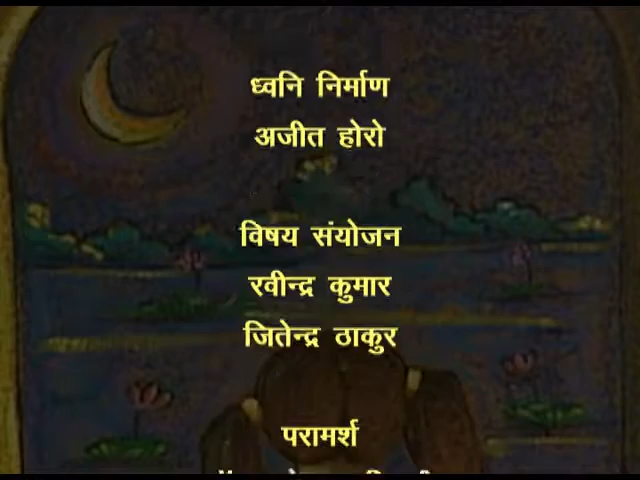 ध्वनि निर्माण
अजीत होरो
विषय संयोजन
रवीन्द्र कुमार
जितेन्द्र ठाकुर
परामर्श